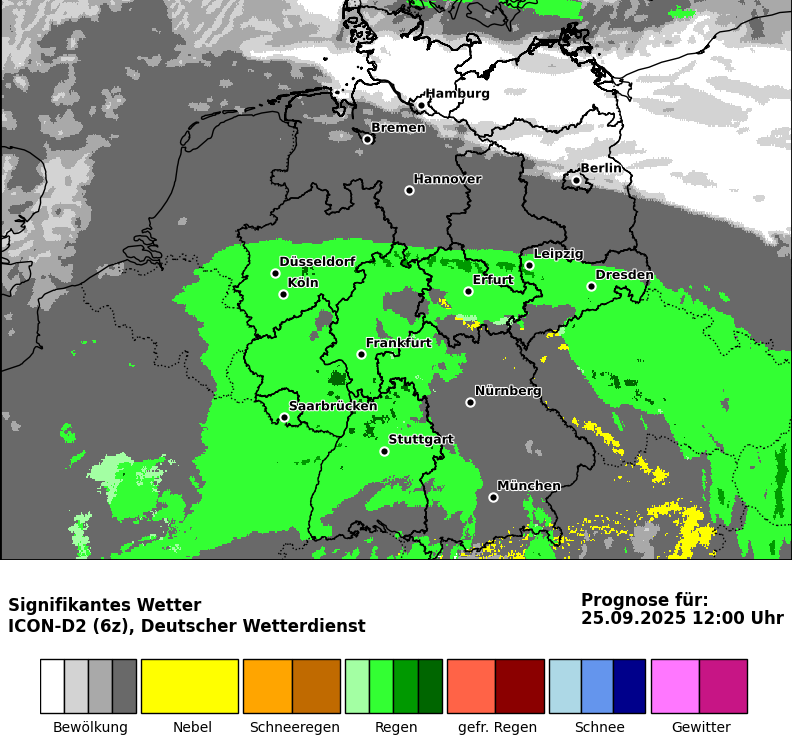 Hamburg
Bremen
Berlin
Hannover
Leipzig
Düsseldorf
Dresden
Köln
Erfurt
Frankfurt
Nürnberg
Saarbrücken
Stuttgart
München
Signifikantes Wetter
ICON-D2 (6z), Deutscher Wetterdienst
Prognose für:
25.09.2025 12:00 Uhr
Bewölkung Nebel Schneeregen Regen gefr. Regen Schnee Gewitter